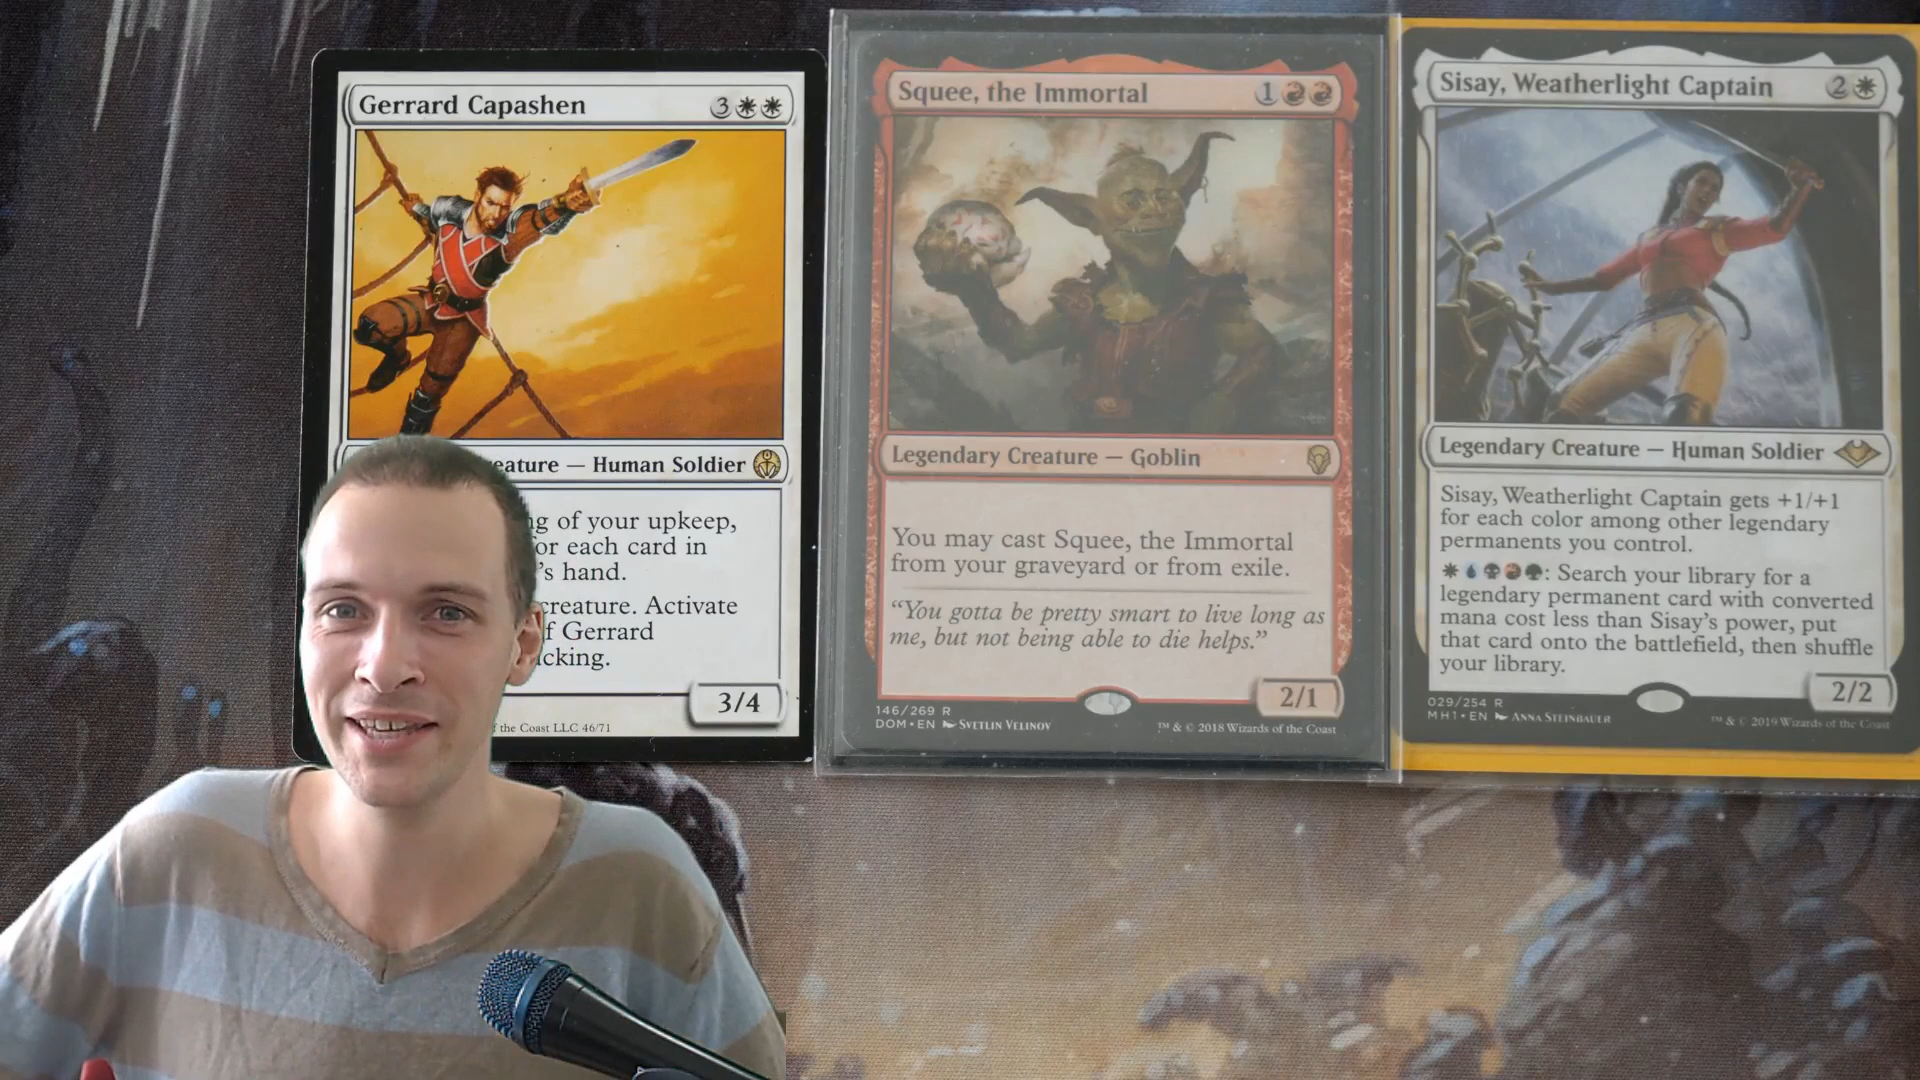 Gerrard Capashen
3
eature — Human Soldier
ng of your upkeep,
or each card in
's hand.
creature. Activate
f Gerrard
cking.
3/4
f the Coast LLC 46/71
Squee, the Immortal
1
Legendary Creature — Goblin
You may cast Squee, the Immortal
from your graveyard or from exile.
“You gotta be pretty smart to live long as
me, but not being able to die helps.”
2/1
146/269 R
DOM • EN Svetlin Velinov
™ & © 2018 Wizards of the Coast
Sisay, Weatherlight Captain
2
Legendary Creature — Human Soldier
Sisay, Weatherlight Captain gets +1/+1
for each color among other legendary
permanents you control.
: Search your library for a
legendary permanent card with converted
mana cost less than Sisay's power, put
that card onto the battlefield, then shuffle
your library.
2/2
029/254 R
MH1 • EN Anna Steinbauer
™ & © 2019 Wizards of the Coast